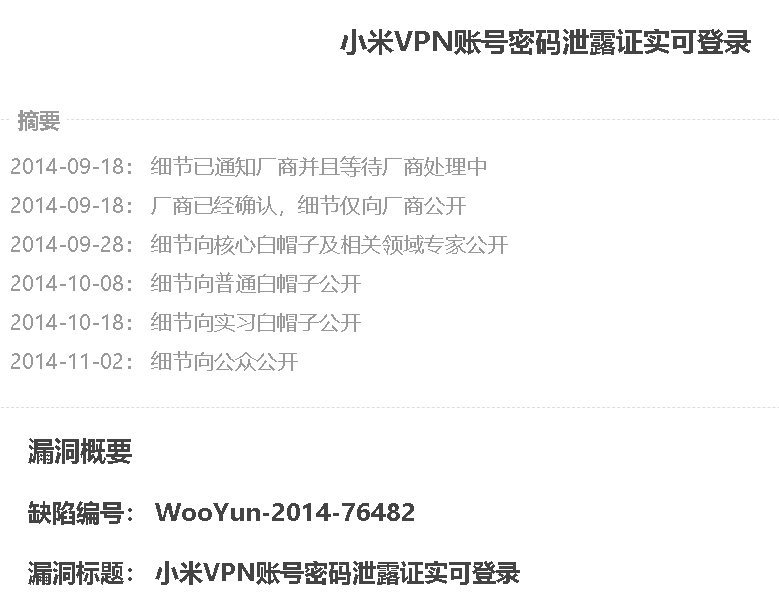 小米VPN账号密码泄露证实可登录
摘要
2014-09-18： 细节已通知厂商并且等待厂商处理中
2014-09-18： 厂商已经确认，细节仅向厂商公开
2014-09-28： 细节向核心白帽子及相关领域专家公开
2014-10-08： 细节向普通白帽子公开
2014-10-18： 细节向实习白帽子公开
2014-11-02： 细节向公众公开
漏洞概要
缺陷编号： WooYun-2014-76482
漏洞标题： 小米VPN账号密码泄露证实可登录